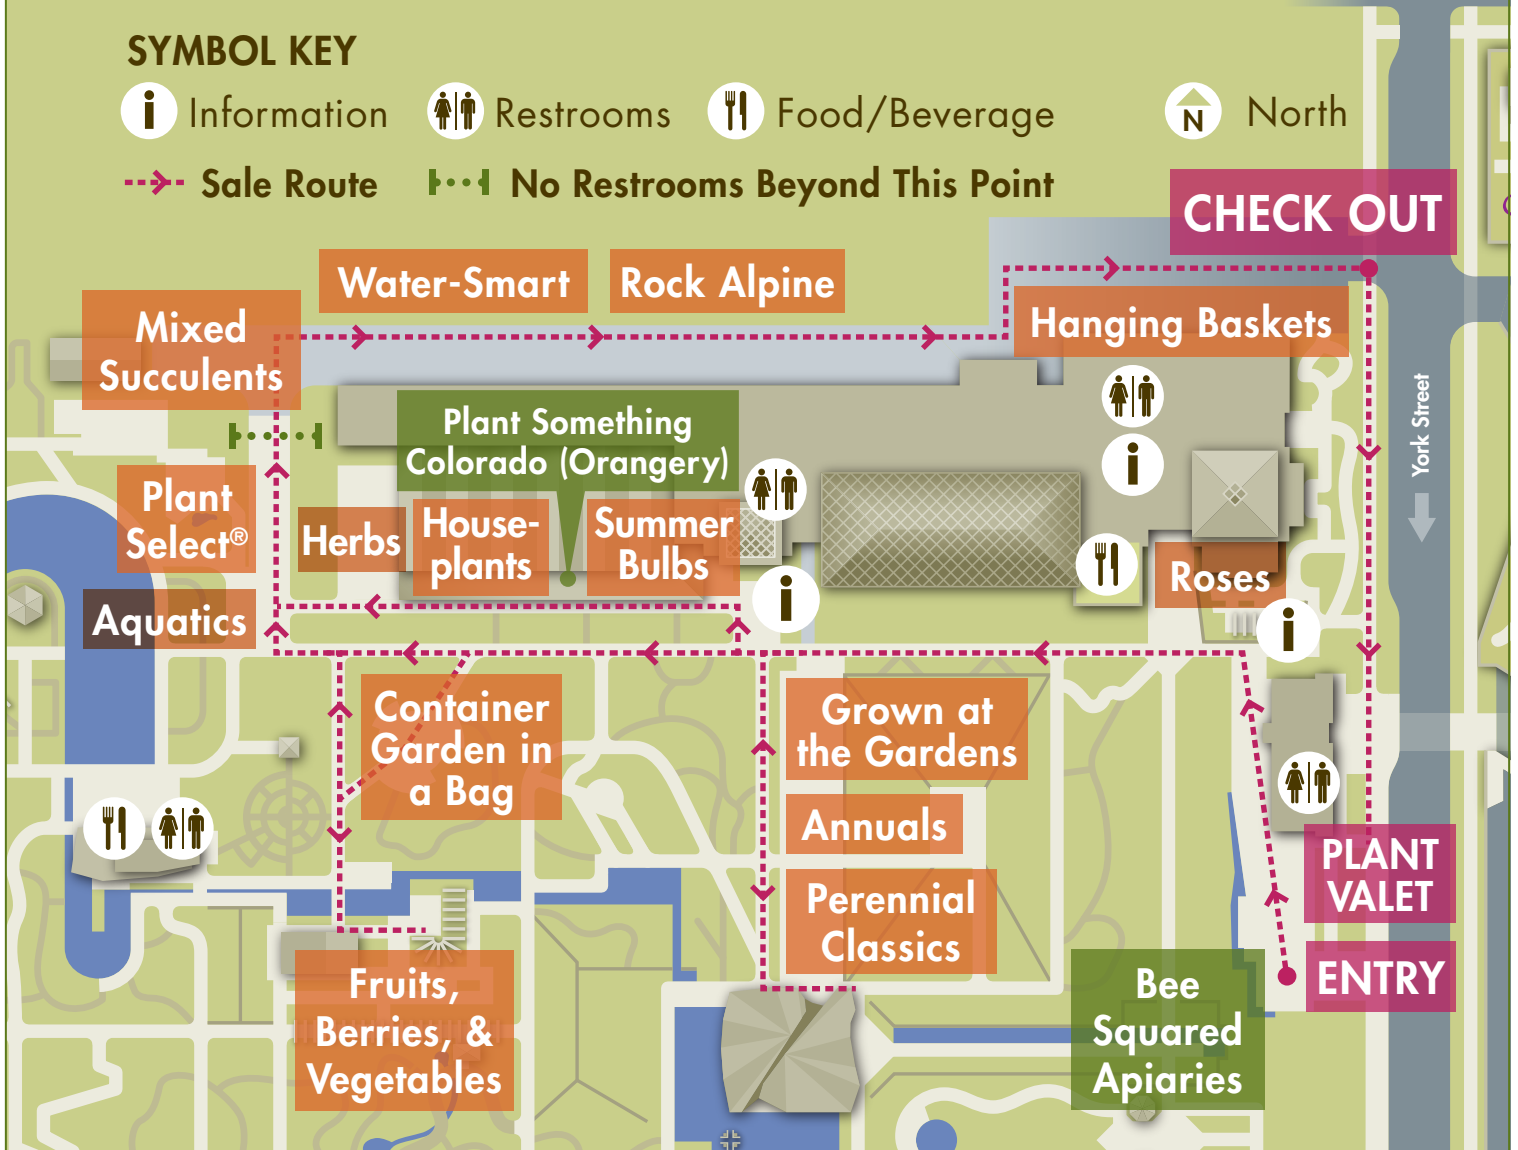 SYMBOL KEY
i Information
Restrooms
Food/Beverage
N North
Sale Route
No Restrooms Beyond This Point
CHECK OUT
Water-Smart
Rock Alpine
Hanging Baskets
Mixed
Succulents
York Street
Plant Something
Colorado (Orangery)
Plant
Select®
Herbs
House-
plants
Summer
Bulbs
i
i
Roses
i
Aquatics
Container
Garden in
a Bag
Grown at
the Gardens
Annuals
Perennial
Classics
PLANT
VALET
ENTRY
Fruits,
Berries, &
Vegetables
Bee
Squared
Apiaries